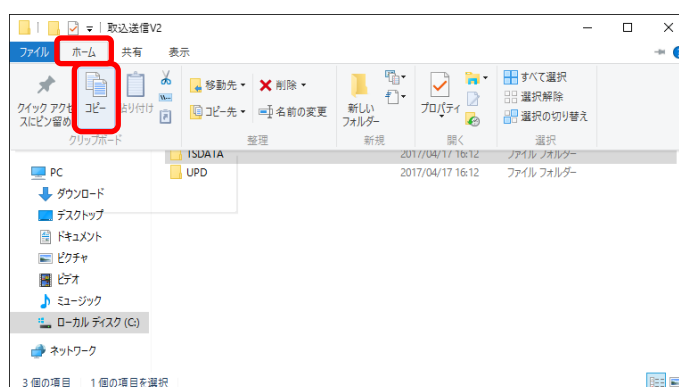 取込送信V2
ファイル ホーム 共有 表示
クイック アクセスにピン留め コピー 貼り付け
移動先 削除
コピー先 名前の変更
新しいフォルダー
プロパティ
すべて選択
選択解除
選択の切り替え
クリップボード 整理 新規 開く 選択
TSDATA 2017/04/17 16:12 ファイル フォルダー
PC
UPD 2017/04/17 16:12 ファイル フォルダー
ダウンロード
デスクトップ
ドキュメント
ピクチャ
ビデオ
ミュージック
ローカル ディスク (C:)
ネットワーク
3 個の項目 1 個の項目を選択